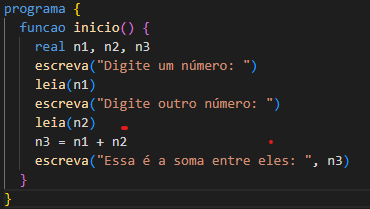 programa {
  funcao inicio() {
    real n1, n2, n3
    escreva("Digite um número: ")
    leia(n1)
    escreva("Digite outro número: ")
    leia(n2)
    n3 = n1 + n2
    escreva("Essa é a soma entre eles: ", n3)
  }
}